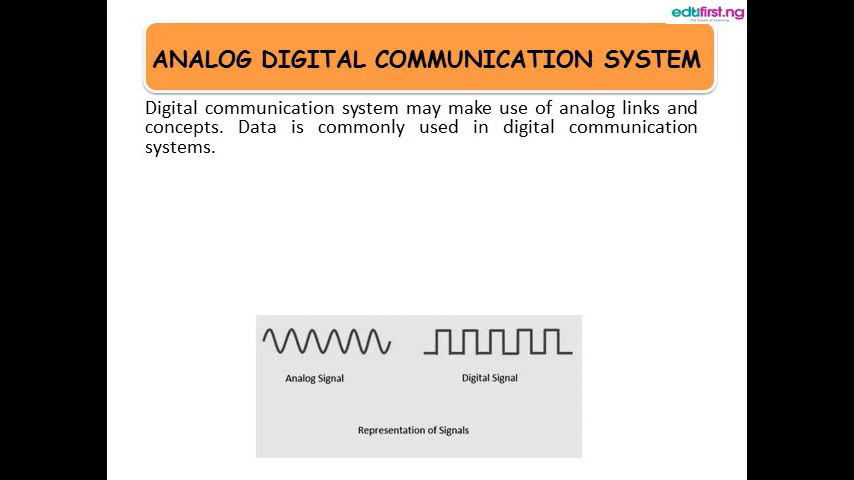 edufirst.ng
ANALOG DIGITAL COMMUNICATION SYSTEM
Digital communication system may make use of analog links and
concepts. Data is commonly used in digital communication
systems.
Analog Signal
Digital Signal
Representation of Signals